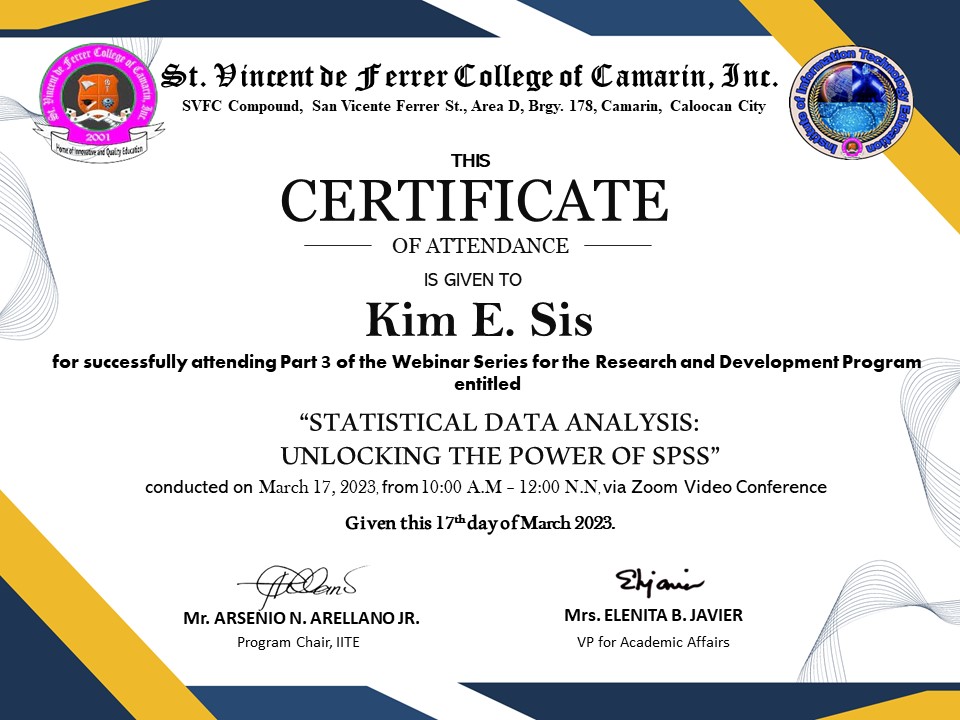 St. Vincent de Ferrer College of Camarin, Inc.
SVFC Compound, San Vicente Ferrer St., Area D, Brgy. 178, Camarin, Caloocan City
St. Vincent de Ferrer College of Camarin, Inc.
2001
Home of Innovative and Quality Education
Institute of Information Technology Education
THIS
CERTIFICATE
OF ATTENDANCE
IS GIVEN TO
Kim E. Sis
for successfully attending Part 3 of the Webinar Series for the Research and Development Program
entitled
“STATISTICAL DATA ANALYSIS:
UNLOCKING THE POWER OF SPSS”
conducted on March 17, 2023, from 10:00 A.M – 12:00 N.N, via Zoom Video Conference
Given this 17th day of March 2023.
Mr. ARSENIO N. ARELLANO JR.
Program Chair, IITE
Mrs. ELENITA B. JAVIER
VP for Academic Affairs